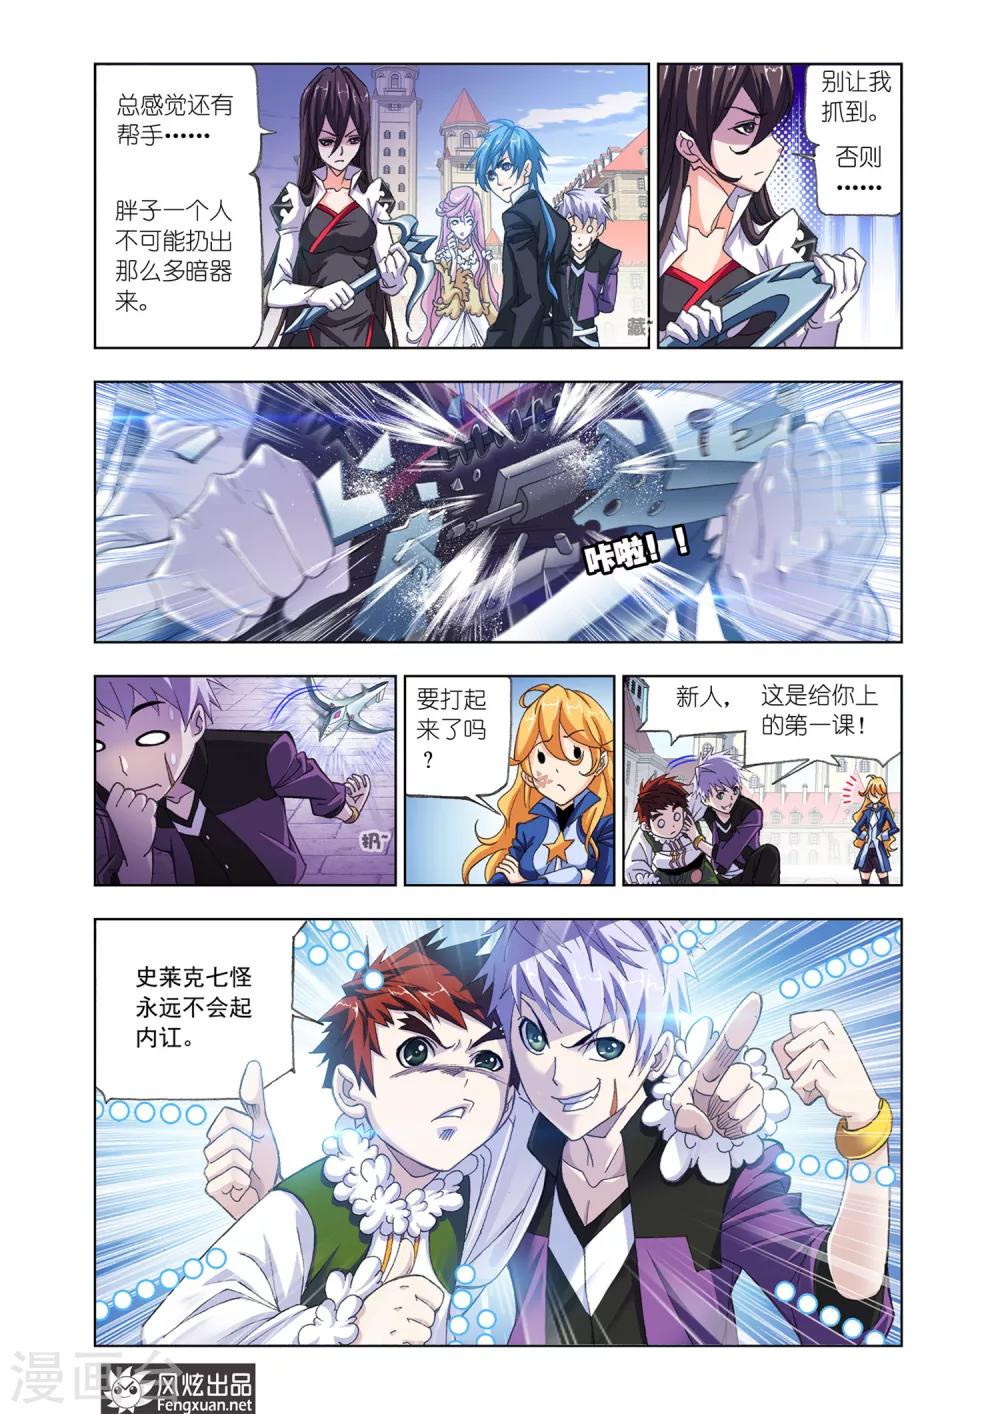 总感觉还有
帮手……
胖子一个人
不可能扔出
那么多暗器
来。
藏~
别让我
抓到。
否则
……
咔啦！！
扔~
要打起
来了吗
？
新人，
这是给你上
的第一课！
史莱克七怪
永远不会起
内讧。
漫画台
风炫出品
Fengxuan.net